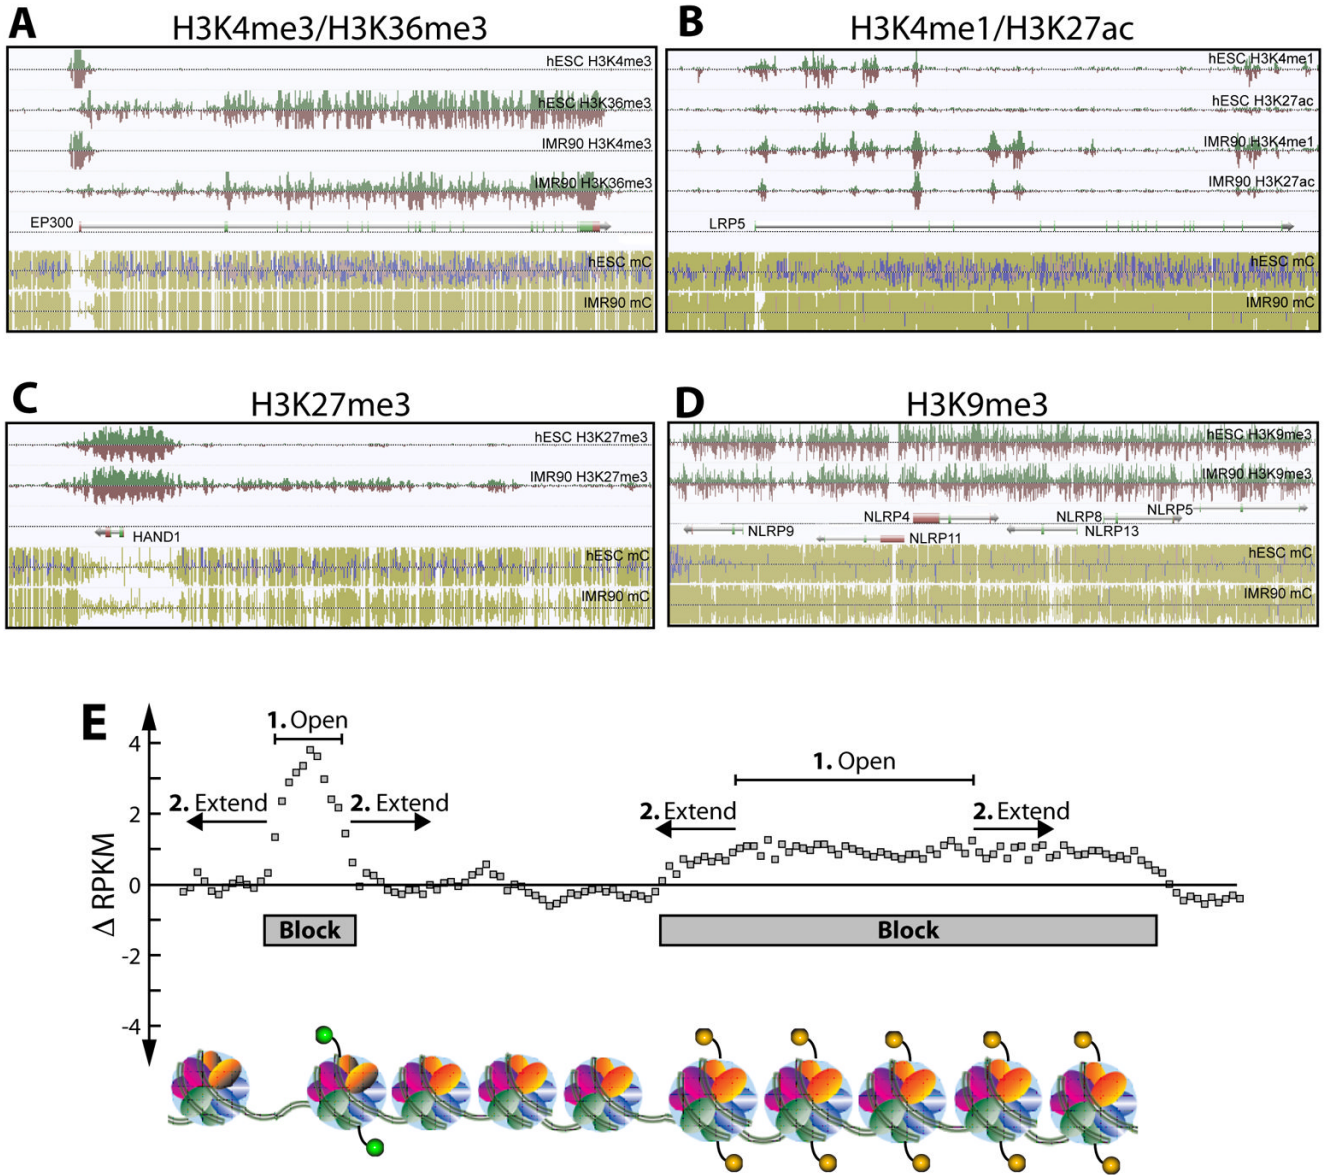 A
H3K4me3/H3K36me3
hESC H3K4me3
hESC H3K36me3
IMR90 H3K4me3
IMR90 H3K36me3
EP300
hESC mC
IMR90 mC
B
H3K4me1/H3K27ac
hESC H3K4me1
hESC H3K27ac
IMR90 H3K4me1
IMR90 H3K27ac
LRP5
hESC mC
IMR90 mC
C
H3K27me3
hESC H3K27me3
IMR90 H3K27me3
HAND1
hESC mC
IMR90 mC
D
H3K9me3
hESC H3K9me3
IMR90 H3K9me3
NLRP4 NLRP8 NLRP5
NLRP9 NLRP11 NLRP13
hESC mC
IMR90 mC
E
1. Open
2. Extend 2. Extend
1. Open
2. Extend 2. Extend
4
2
0
-2
-4
Δ RPKM
Block Block